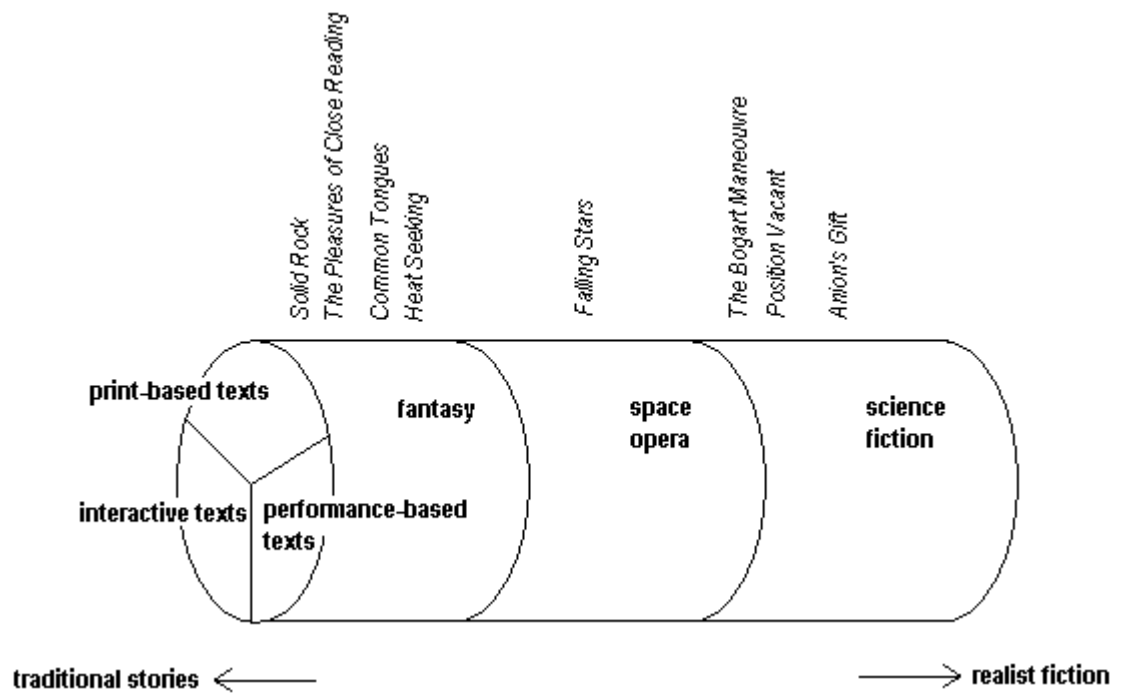 Solid Rock
The Pleasures of Close Reading
Common Tongues
Heat Seeking
Falling Stars
The Bogart Maneouvre
Position Vacant
Anion's Gift
print-based texts
fantasy
space
opera
science
fiction
interactive texts
performance-based
texts
traditional stories
realist fiction